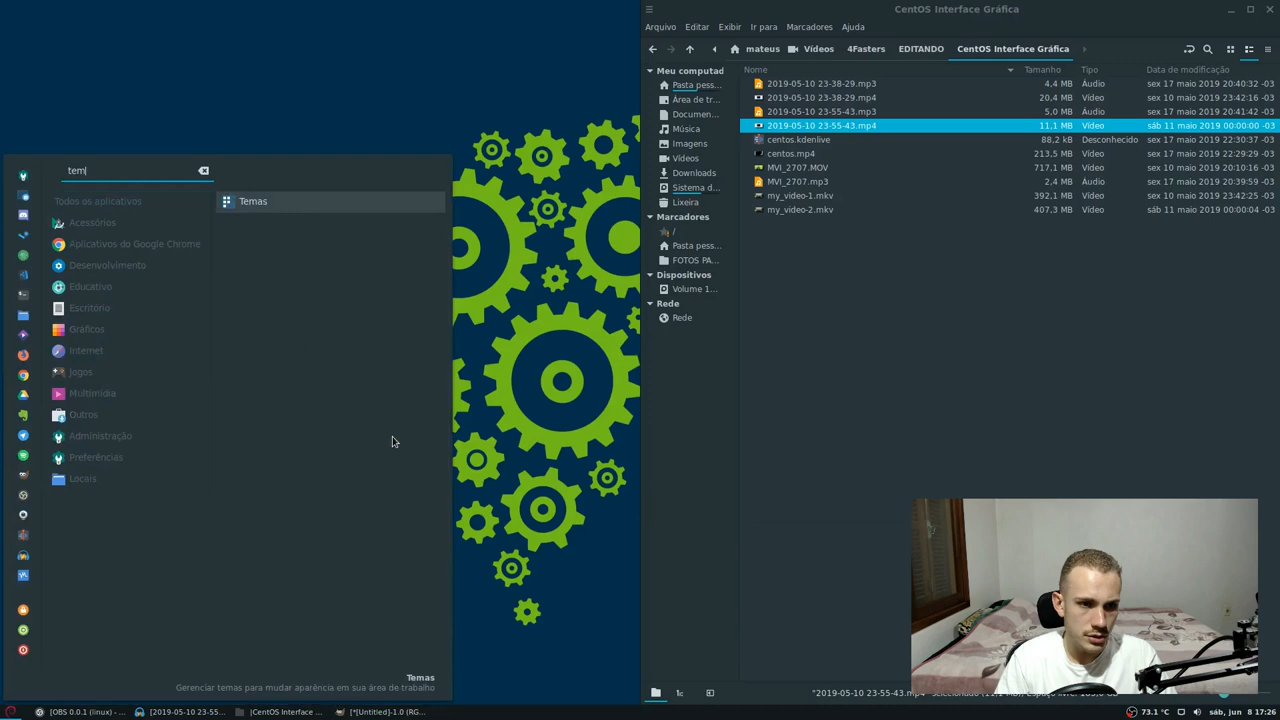 CentOS Interface Gráfica
Arquivo Editar Exibir Ir para Marcadores Ajuda
mateus Vídeos 4Fasters EDITANDO CentOS Interface Gráfica
Meu computad
Pasta pess...
Área de tr...
Documen...
Música
Imagens
Vídeos
Downloads
Sistema d...
Lixeira
Marcadores
/
Pasta pess...
FOTOS PA...
Dispositivos
Volume 1...
Rede
Rede
Nome Tamanho Tipo Data de modificação
2019-05-10 23-38-29.mp3 4,4 MB Áudio sex 17 maio 2019 20:40:32 -03
2019-05-10 23-38-29.mp4 20,4 MB Vídeo sex 10 maio 2019 23:42:16 -03
2019-05-10 23-55-43.mp3 5,0 MB Áudio sex 17 maio 2019 20:41:42 -03
2019-05-10 23-55-43.mp4 11,1 MB Vídeo sáb 11 maio 2019 00:00:00 -03
centos.kdenlive 88,2 kB Desconhecido sex 17 maio 2019 22:30:37 -03
centos.mp4 213,5 MB Vídeo sex 17 maio 2019 22:29:29 -03
MVI_2707.MOV 717,1 MB Vídeo sex 10 maio 2019 23:42:06 -03
MVI_2707.mp3 2,4 MB Áudio sex 17 maio 2019 20:39:59 -03
my_video-1.mkv 392,1 MB Vídeo sex 10 maio 2019 23:42:25 -03
my_video-2.mkv 407,3 MB Vídeo sáb 11 maio 2019 00:00:04 -03
tem
Todos os aplicativos
Acessórios
Aplicativos do Google Chrome
Desenvolvimento
Educativo
Escritório
Gráficos
Internet
Jogos
Multimídia
Outros
Administração
Preferências
Locais
Temas
Temas
Gerenciar temas para mudar aparência em sua área de trabalho
[OBS 0.0.1 (linux) - ... [2019-05-10 23-55... [CentOS Interface ... [*[Untitled]-1.0 (RG... 73.1 °C sáb, jun 8 17:26